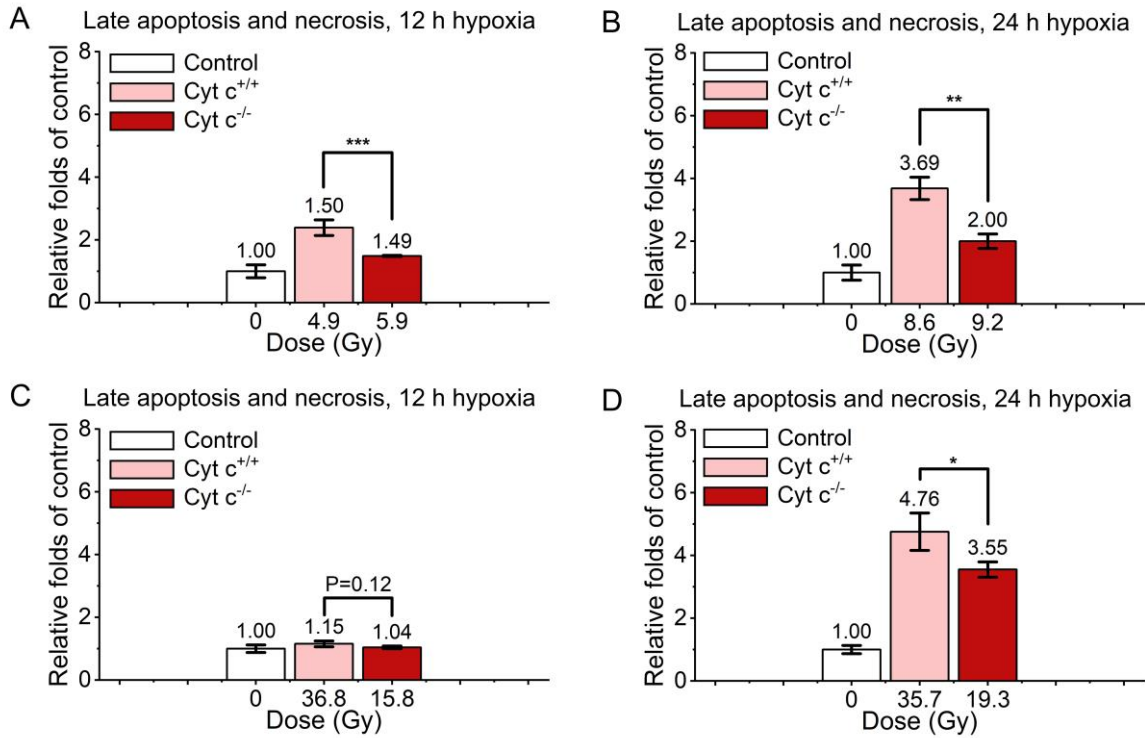 A
Late apoptosis and necrosis, 12 h hypoxia
Relative folds of control
8
6
4
2
0
Control
Cyt c+/+
Cyt c-/-
***
1.00
1.50
1.49
0
4.9
5.9
Dose (Gy)
B
Late apoptosis and necrosis, 24 h hypoxia
Relative folds of control
8
6
4
2
0
Control
Cyt c+/+
Cyt c-/-
**
1.00
3.69
2.00
0
8.6
9.2
Dose (Gy)
C
Late apoptosis and necrosis, 12 h hypoxia
Relative folds of control
8
6
4
2
0
Control
Cyt c+/+
Cyt c-/-
P=0.12
1.00
1.15
1.04
0
36.8
15.8
Dose (Gy)
D
Late apoptosis and necrosis, 24 h hypoxia
Relative folds of control
8
6
4
2
0
Control
Cyt c+/+
Cyt c-/-
*
1.00
4.76
3.55
0
35.7
19.3
Dose (Gy)